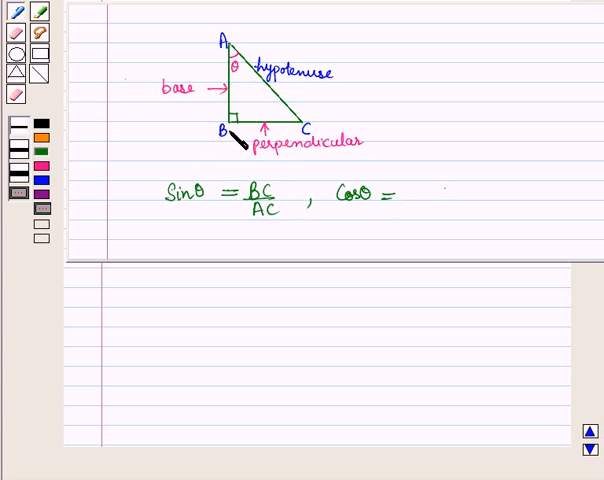 A
θ
hypotenuse
base
B
C
perpendicular
Sinθ = BC/AC , Cosθ =